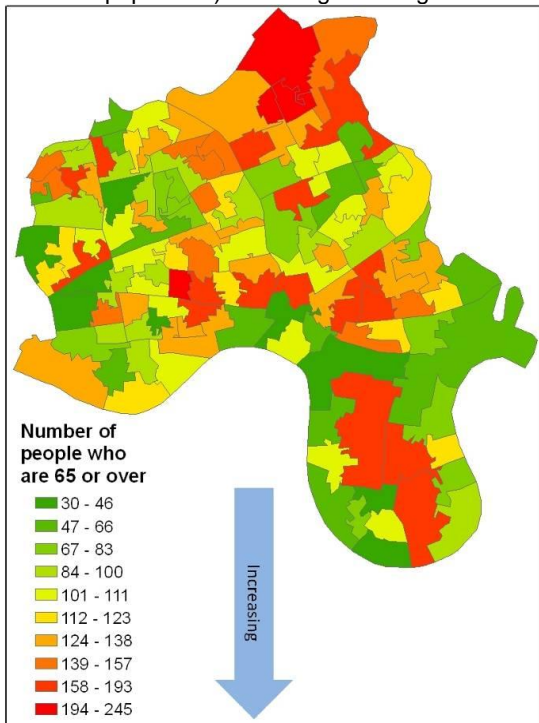 Number of
people who
are 65 or over
30 - 46
47 - 66
67 - 83
84 - 100
101 - 111
112 - 123
124 - 138
139 - 157
158 - 193
194 - 245
Increasing